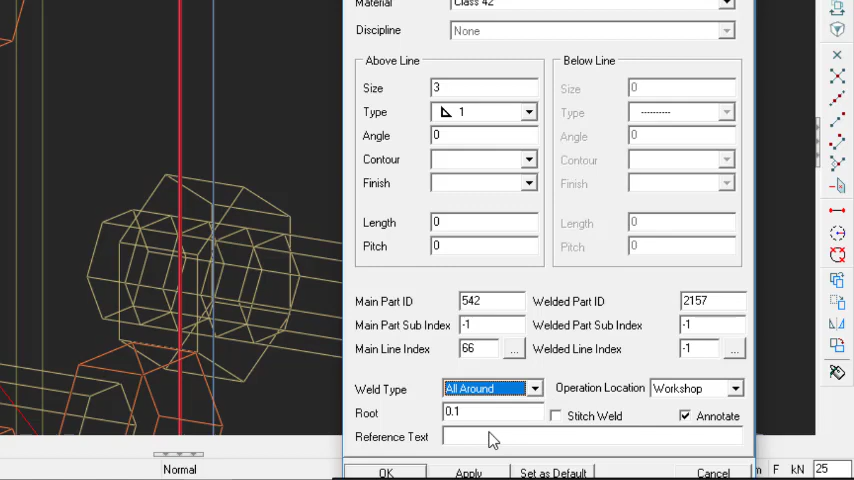 Material Class 42
Discipline None
Above Line Below Line
Size 3 Size 0
Type 1 Type ----------
Angle 0 Angle 0
Contour Contour
Finish Finish
Length 0 Length 0
Pitch 0 Pitch 0
Main Part ID 542 Welded Part ID 2157
Main Part Sub Index -1 Welded Part Sub Index -1
Main Line Index 66 ... Welded Line Index -1 ...
Weld Type All Around Operation Location Workshop
Root 0.1 Stitch Weld Annotate
Reference Text
Normal OK Apply Set as Default Cancel F kN 25